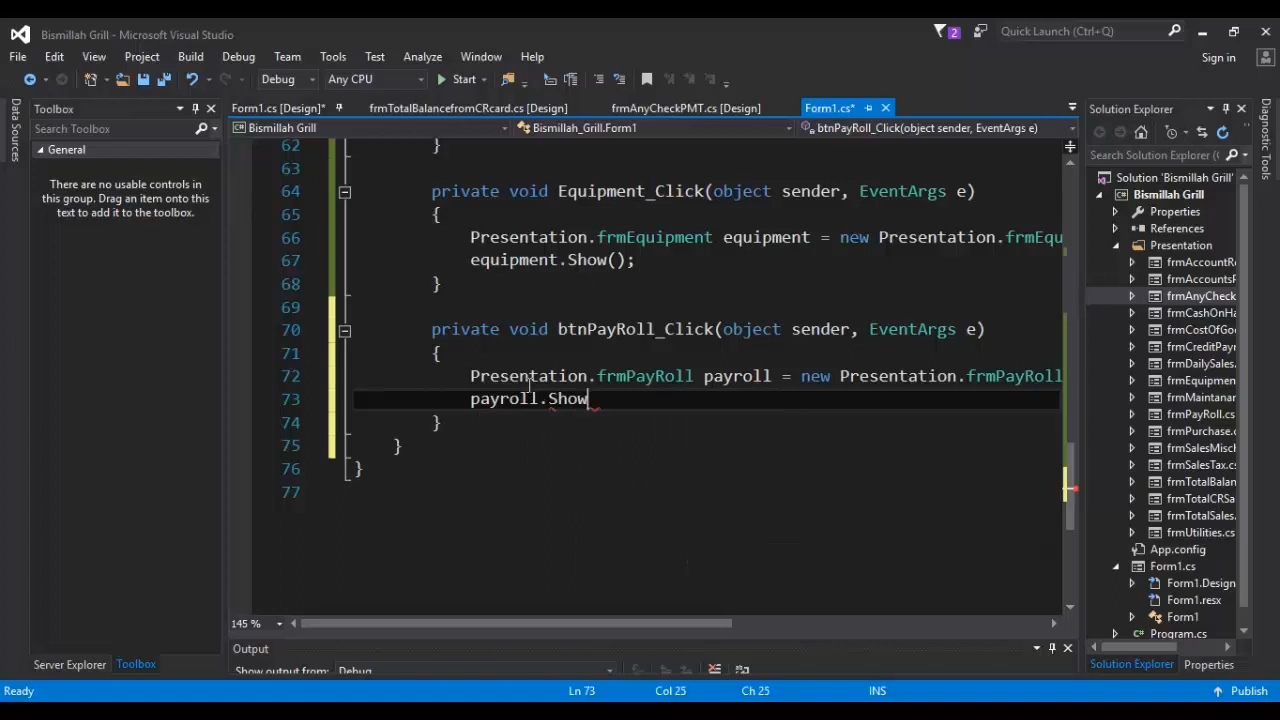 Bismillah Grill - Microsoft Visual Studio
2
Quick Launch (Ctrl+Q)
File Edit View Project Build Debug Team Tools Test Analyze Window Help
Sign in
Debug Any CPU Start
Data Sources
Toolbox
Search Toolbox
General
There are no usable controls in
this group. Drag an item onto this
text to add it to the toolbox.
Server Explorer Toolbox
Form1.cs [Design]* frmTotalBalancefromCRcard.cs [Design] frmAnyCheckPMT.cs [Design] Form1.cs*
Bismillah Grill Bismillah_Grill.Form1 btnPayRoll_Click(object sender, EventArgs e)
62 }
63
64 private void Equipment_Click(object sender, EventArgs e)
65 {
66 Presentation.frmEquipment equipment = new Presentation.frmEqu
67 equipment.Show();
68 }
69
70 private void btnPayRoll_Click(object sender, EventArgs e)
71 {
72 Presentation.frmPayRoll payroll = new Presentation.frmPayRoll
73 payroll.Show
74 }
75 }
76 }
77
145 %
Output
Show output from: Debug
Solution Explorer
Search Solution Explorer (
Solution 'Bismillah Grill'
Bismillah Grill
Properties
References
Presentation
frmAccountRe
frmAccountsP
frmAnyCheck
frmCashOnHa
frmCostOfGo
frmCreditPayr
frmDailySales.
frmEquipmen
frmMaintanar
frmPayRoll.cs
frmPurchase.c
frmSalesMisch
frmSalesTax.cs
frmTotalBalan
frmTotalCRSa
frmTotalSales.
frmUtilities.cs
App.config
Form1.cs
Form1.Design
Form1.resx
Form1
Program.cs
Solution Explorer Properties
Diagnostic Tools
Ready Ln 73 Col 25 Ch 25 INS Publish